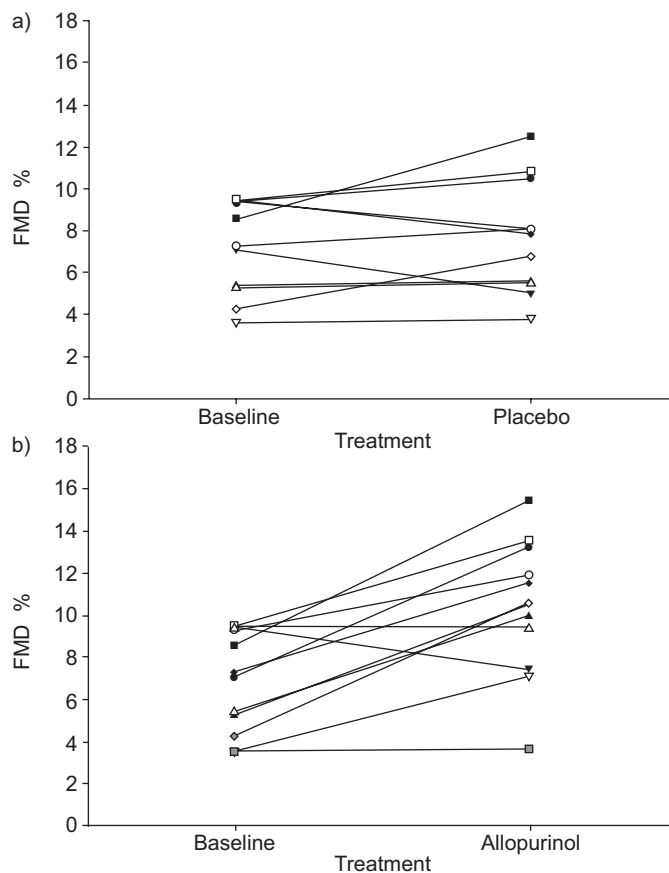 a)
18
16
14
12
10
8
6
4
2
0
FMD %
Baseline Placebo
Treatment
b)
18
16
14
12
10
8
6
4
2
0
FMD %
Baseline Allopurinol
Treatment